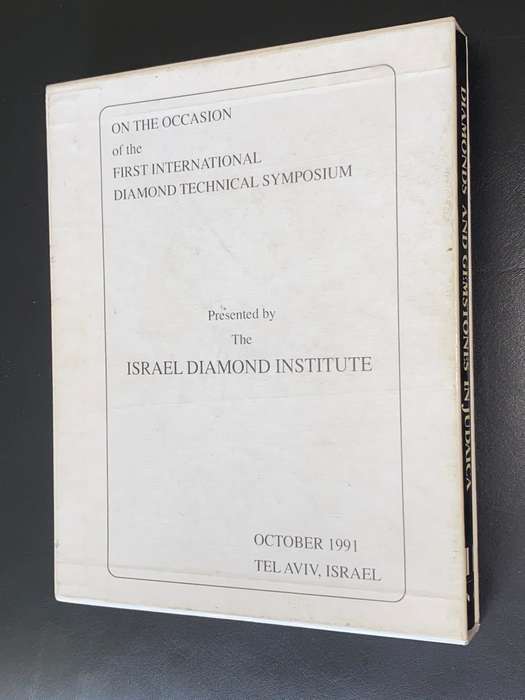 ON THE OCCASION
of the
FIRST INTERNATIONAL
DIAMOND TECHNICAL SYMPOSIUM
Presented by
The
ISRAEL DIAMOND INSTITUTE
OCTOBER 1991
TEL AVIV, ISRAEL
DIAMONDS AND GEMSTONES IN JUDAICA